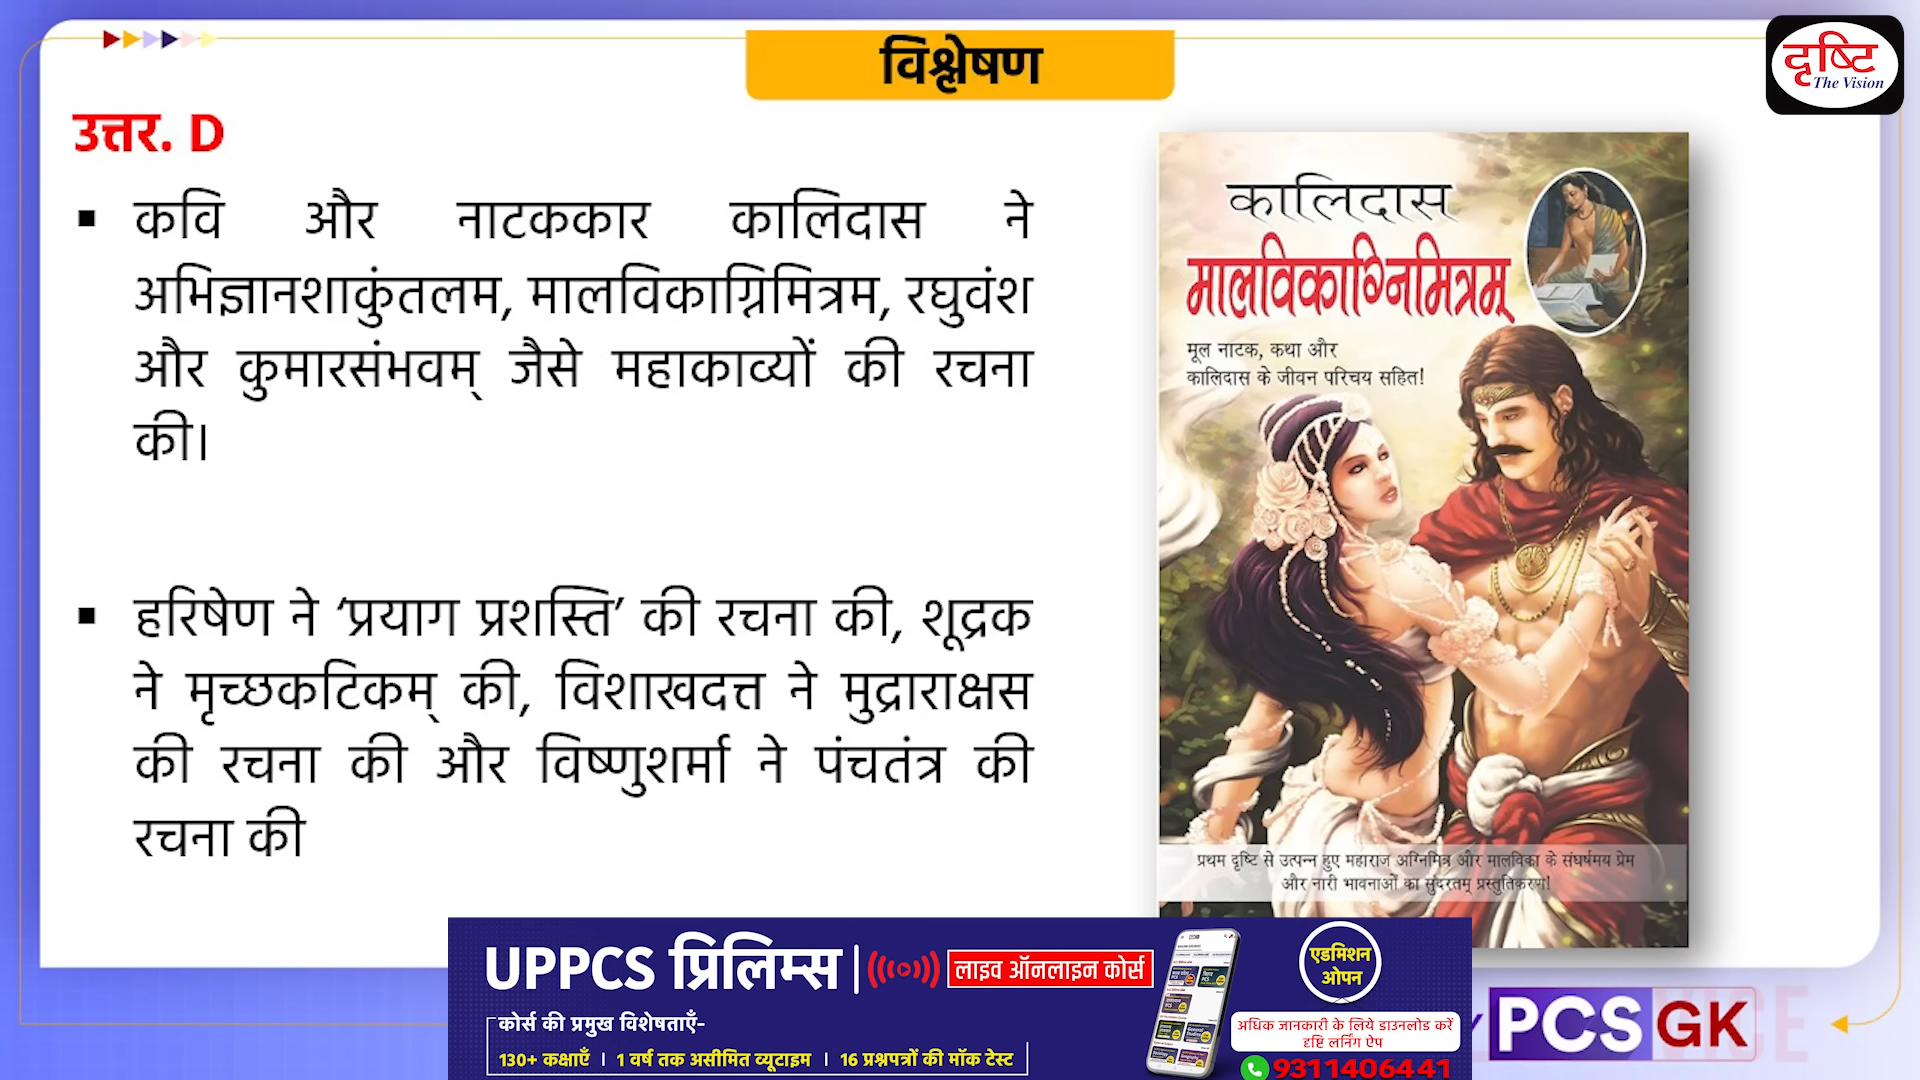 विश्लेषण
दृष्टि
The Vision
उत्तर. D
▪ कवि और नाटककार कालिदास ने
अभिज्ञानशाकुंतलम, मालविकाग्निमित्रम, रघुवंश
और कुमारसंभवम् जैसे महाकाव्यों की रचना
की।
▪ हरिषेण ने ‘प्रयाग प्रशस्ति’ की रचना की, शूद्रक
ने मृच्छकटिकम् की, विशाखदत्त ने मुद्राराक्षस
की रचना की और विष्णुशर्मा ने पंचतंत्र की
रचना की
कालिदास
मालविकाग्निमित्रम्
मूल नाटक, कथा और
कालिदास के जीवन परिचय सहित!
प्रथम दृष्टि से उत्पन्न हुए महाराज अग्निमित्र और मालविका के संघर्षमय प्रेम
और नारी भावनाओं का सुंदरतम् प्रस्तुतिकरण!
UPPCS प्रिलिम्स
लाइव ऑनलाइन कोर्स
कोर्स की प्रमुख विशेषताएँ-
130+ कक्षाएँ | 1 वर्ष तक असीमित व्यूटाइम | 16 प्रश्नपत्रों की मॉक टेस्ट
एडमिशन
ओपन
अधिक जानकारी के लिये डाउनलोड करें
दृष्टि लर्निंग ऐप
9311406441
PCS GK